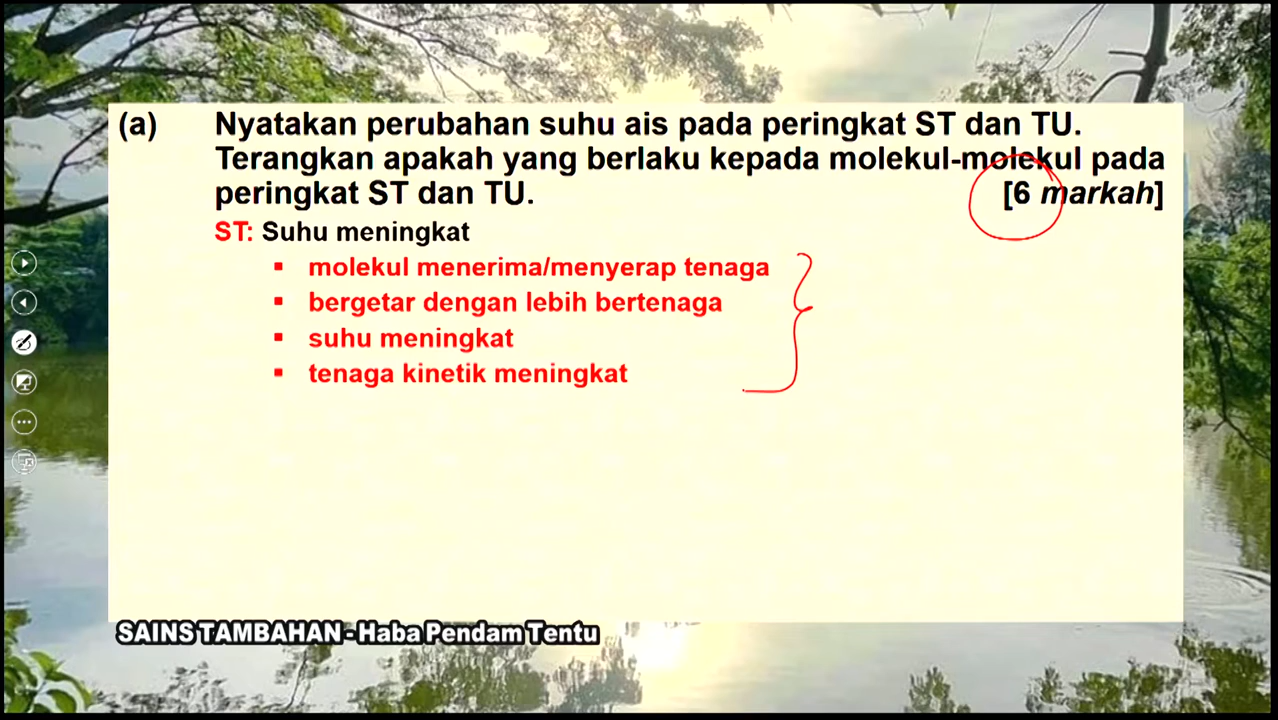 (a) Nyatakan perubahan suhu ais pada peringkat ST dan TU.
Terangkan apakah yang berlaku kepada molekul-molekul pada
peringkat ST dan TU. [6 markah]
ST: Suhu meningkat
▪ molekul menerima/menyerap tenaga
▪ bergetar dengan lebih bertenaga
▪ suhu meningkat
▪ tenaga kinetik meningkat
SAINS TAMBAHAN - Haba Pendam Tentu